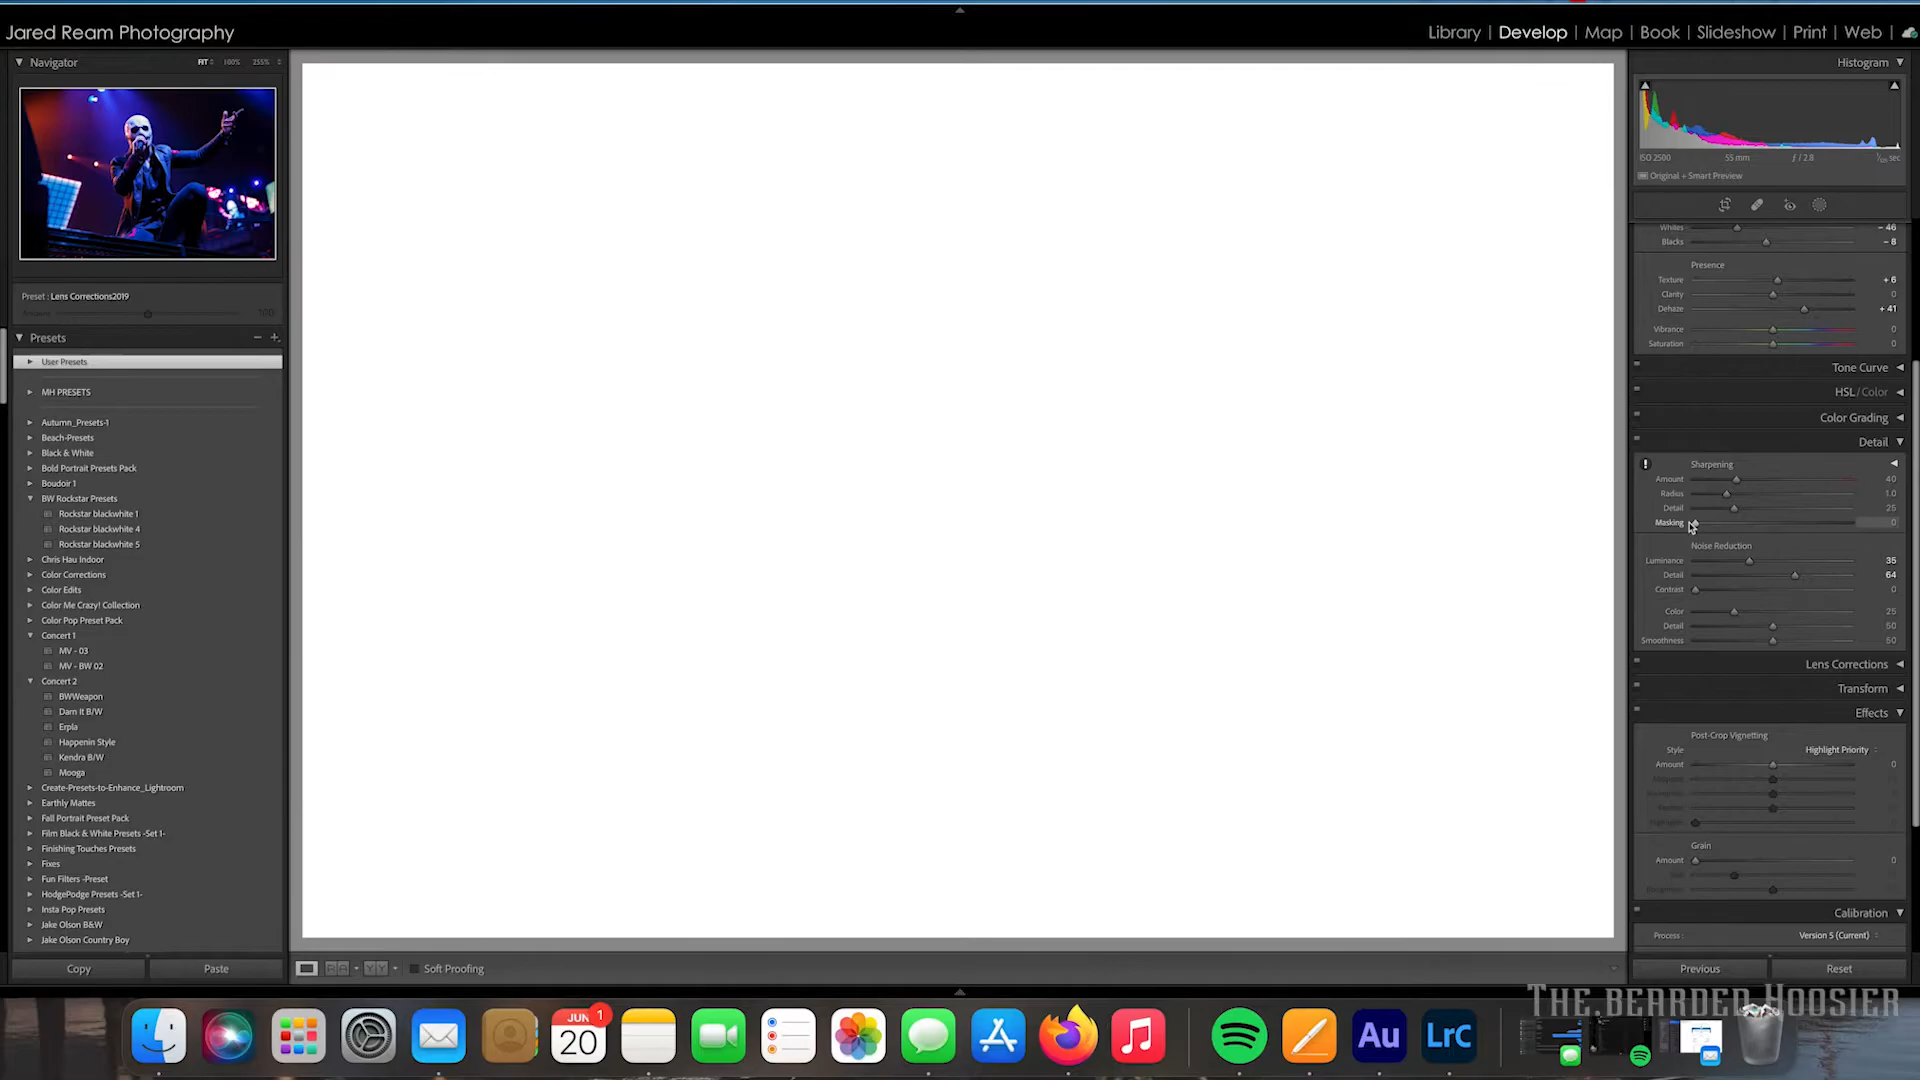 Jared Ream Photography
Library | Develop | Map | Book | Slideshow | Print | Web
Navigator
FIT 100% 255%
Histogram
ISO 2500 55 mm ƒ / 2.8 sec
Original + Smart Preview
Whites - 46
Blacks - 8
Presence
Texture + 6
Clarity 0
Dehaze + 41
Vibrance 0
Saturation 0
Tone Curve
HSL / Color
Color Grading
Detail
Sharpening
Amount 40
Radius 1.0
Detail 25
Masking 0
Noise Reduction
Luminance 35
Detail 64
Contrast 0
Color 25
Detail 50
Smoothness 50
Lens Corrections
Transform
Effects
Post-Crop Vignetting
Style Highlight Priority
Amount 0
Grain
Amount 0
Calibration
Process : Version 5 (Current)
Previous Reset
Preset : Lens Corrections2019
Amount 100
Presets
User Presets
MH PRESETS
Autumn_Presets-1
Beach-Presets
Black & White
Bold Portrait Presets Pack
Boudoir 1
BW Rockstar Presets
Rockstar blackwhite 1
Rockstar blackwhite 4
Rockstar blackwhite 5
Chris Hau Indoor
Color Corrections
Color Edits
Color Me Crazy! Collection
Color Pop Preset Pack
Concert 1
MV - 03
MV - BW 02
Concert 2
BWWeapon
Darn It B/W
Erpla
Happenin Style
Kendra B/W
Mooga
Create-Presets-to-Enhance_Lightroom
Earthly Mattes
Fall Portrait Preset Pack
Film Black & White Presets -Set 1-
Finishing Touches Presets
Fixes
Fun Filters -Preset
HodgePodge Presets -Set 1-
Insta Pop Presets
Jake Olson B&W
Jake Olson Country Boy
Copy Paste
Soft Proofing
The.Bearded.Hoosier
JUN 1
20
Au
LrC